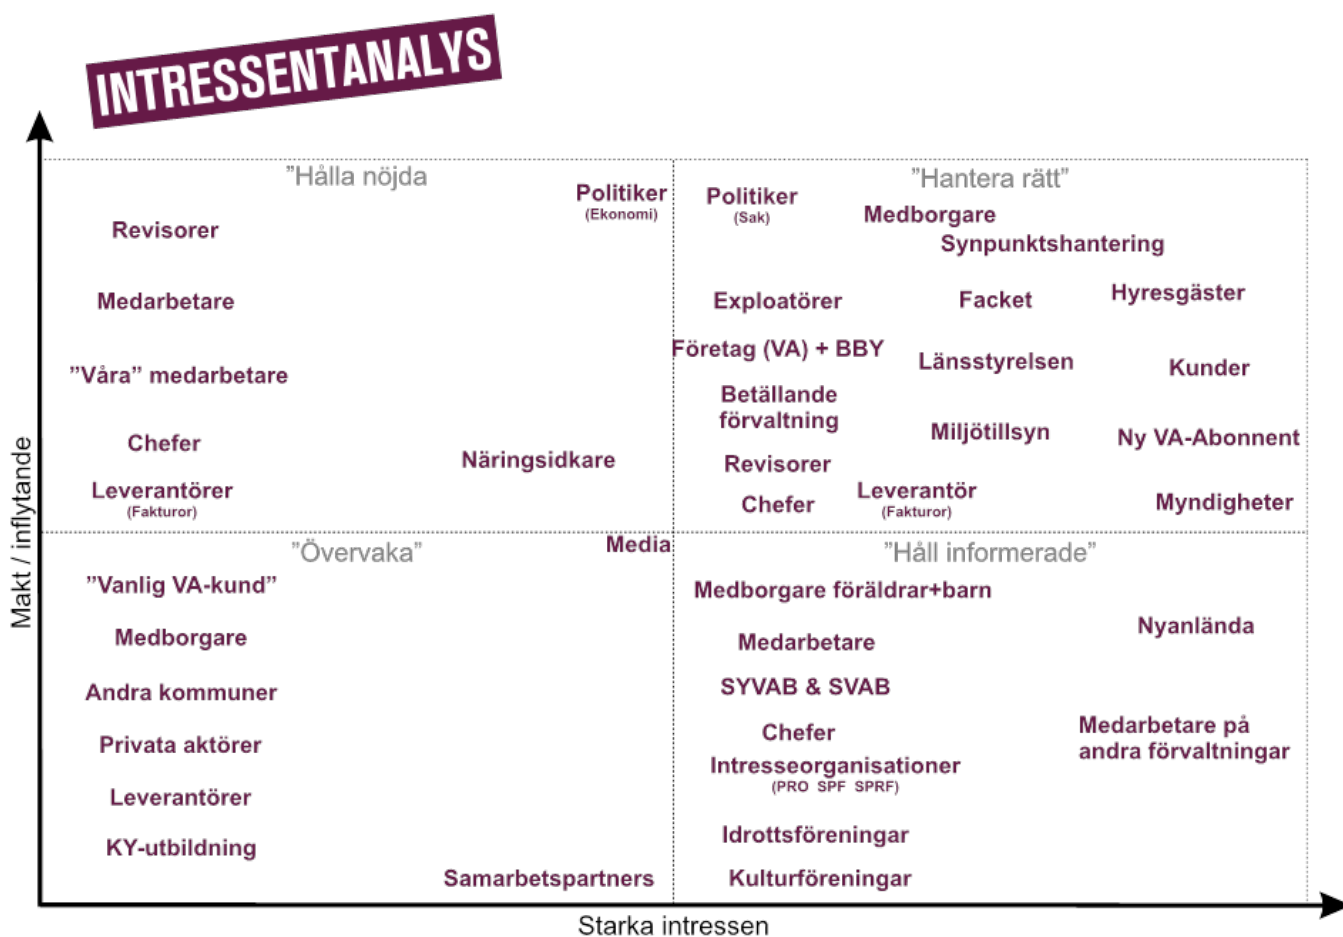 INTRESSENTANALYS
”Hålla nöjda
Politiker
(Ekonomi)
Revisorer
Medarbetare
”Våra” medarbetare
Chefer
Näringsidkare
Leverantörer
(Fakturor)
”Hantera rätt”
Politiker
(Sak)
Medborgare
Synpunktshantering
Exploatörer
Facket
Hyresgäster
Företag (VA) + BBY
Länsstyrelsen
Kunder
Betällande
förvaltning
Miljötillsyn
Ny VA-Abonnent
Revisorer
Chefer
Leverantör
(Fakturor)
Myndigheter
”Övervaka”
Media
”Vanlig VA-kund”
Medborgare
Andra kommuner
Privata aktörer
Leverantörer
KY-utbildning
Samarbetspartners
”Håll informerade”
Medborgare föräldrar+barn
Nyanlända
Medarbetare
SYVAB & SVAB
Chefer
Medarbetare på
andra förvaltningar
Intresseorganisationer
(PRO SPF SPRF)
Idrottsföreningar
Kulturföreningar
Makt / inflytande
Starka intressen